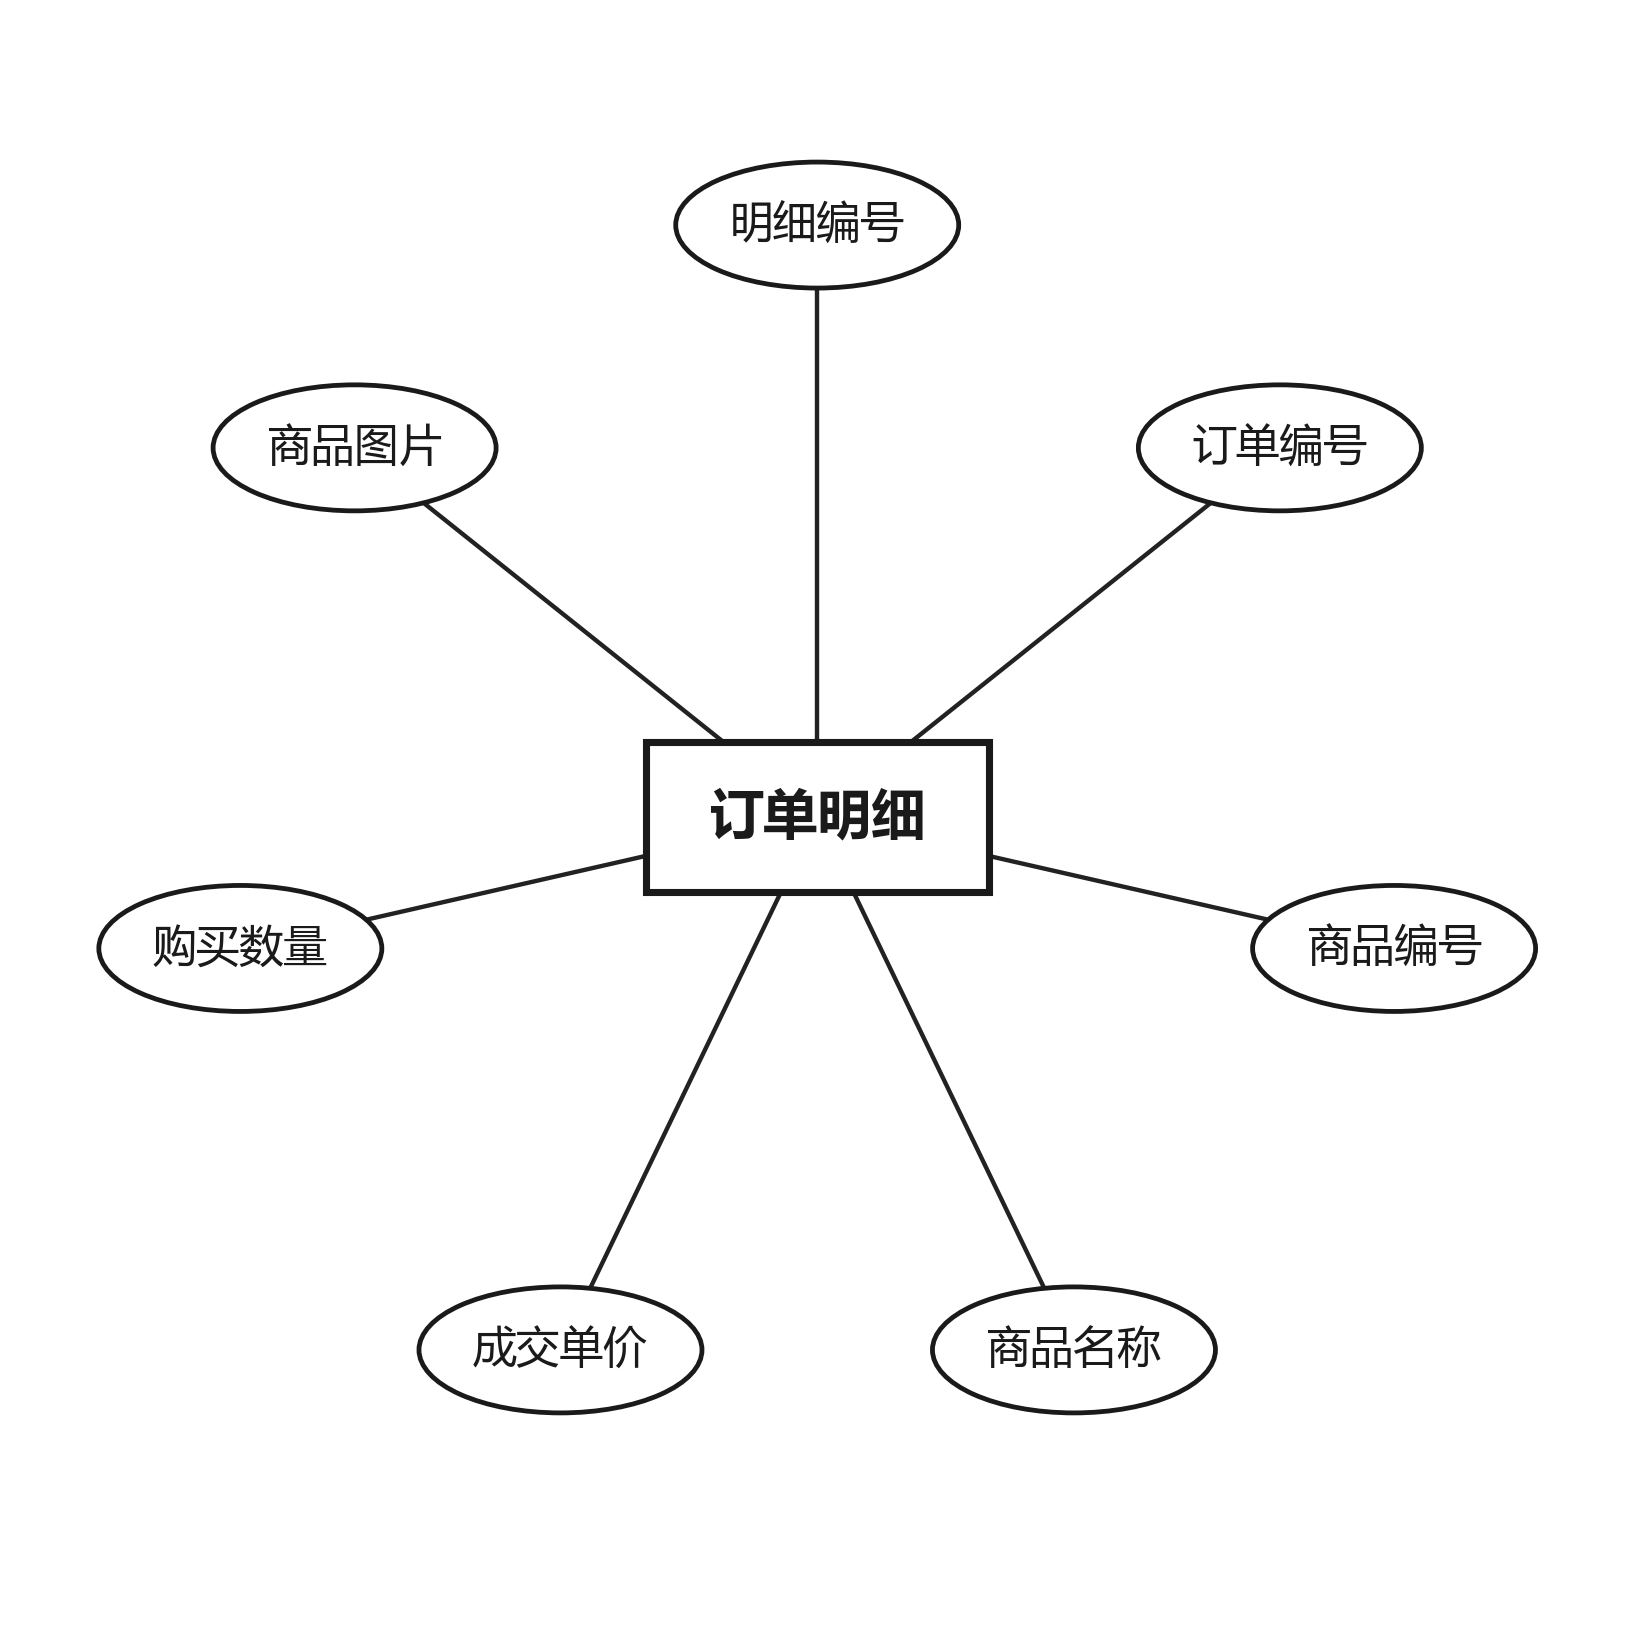 明细编号
商品图片
订单编号
订单明细
购买数量
商品编号
成交单价
商品名称